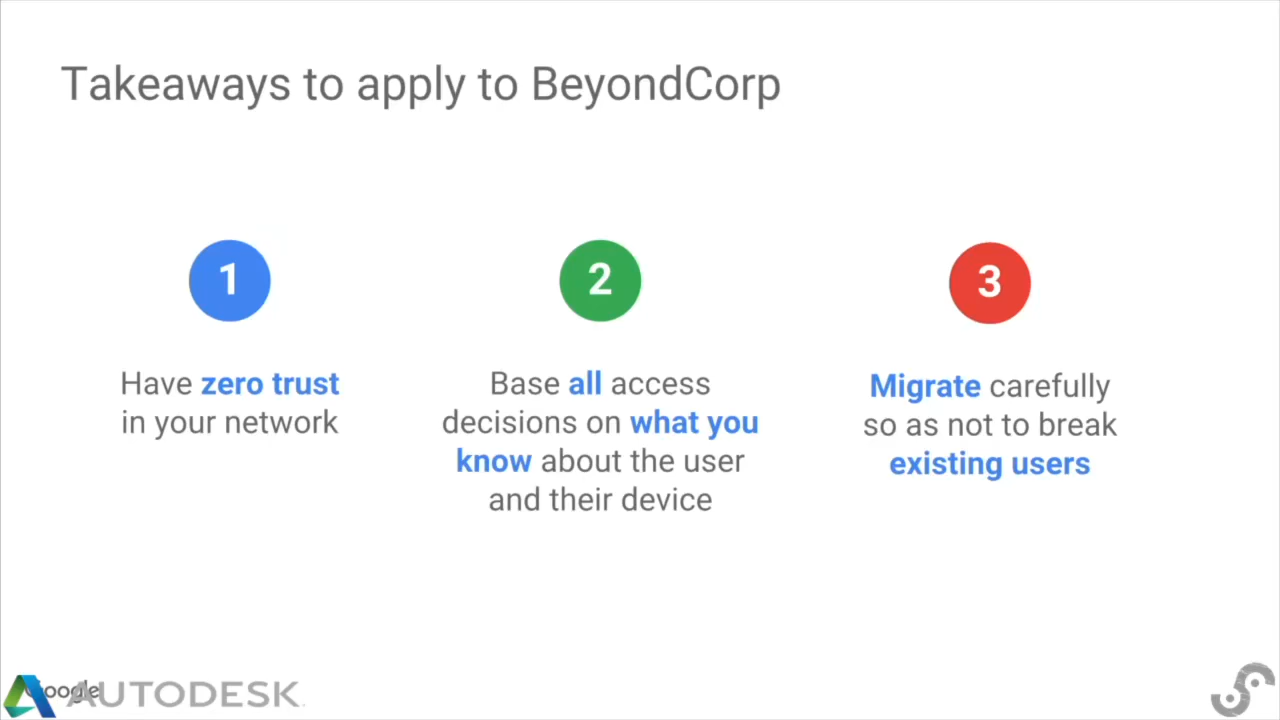 Takeaways to apply to BeyondCorp
1
Have zero trust
in your network
2
Base all access
decisions on what you
know about the user
and their device
3
Migrate carefully
so as not to break
existing users
Google
AUTODESK.